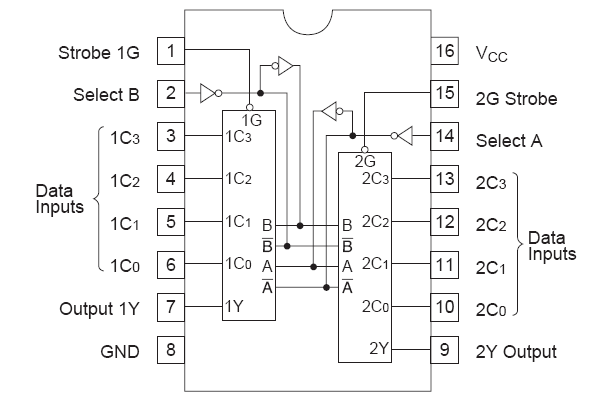 Strobe 1G 1 16 VCC
Select B 2 15 2G Strobe
1G
1C3 3 1C3 14 Select A
2G
1C2 4 1C2 2C3 13 2C3
Data Inputs
1C1 5 1C1 B B 2C2 12 2C2
B̅ B̅
Data Inputs
1C0 6 1C0 A A 2C1 11 2C1
A̅ A̅
Output 1Y 7 1Y 2C0 10 2C0
GND 8 2Y 9 2Y Output